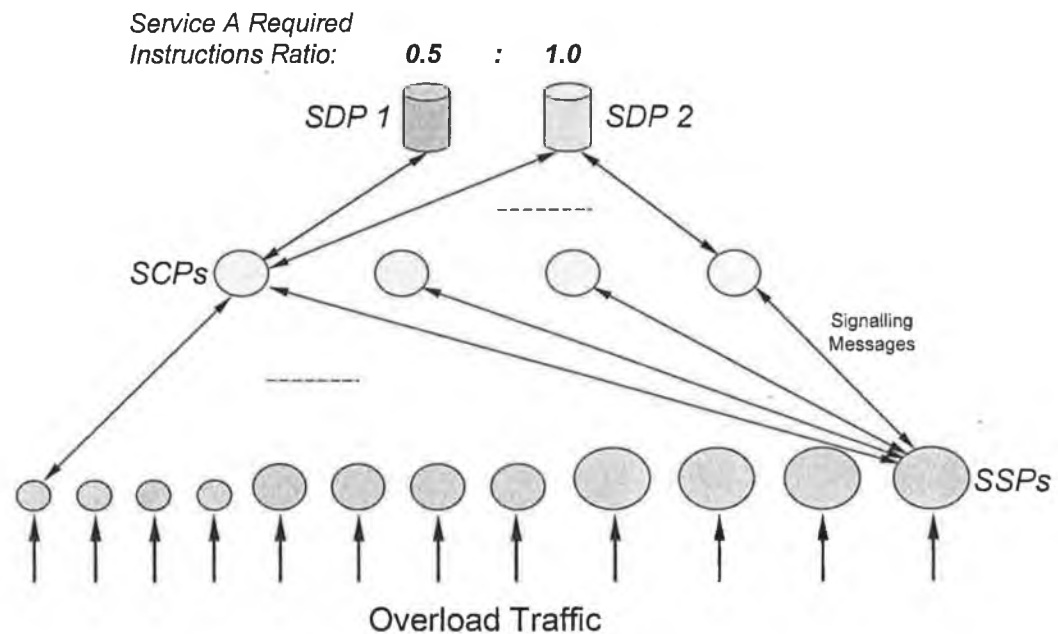 Service A Required
Instructions Ratio: 0.5 : 1.0
SDP 1
SDP 2
SCPs
Signalling
Messages
SSPs
Overload Traffic